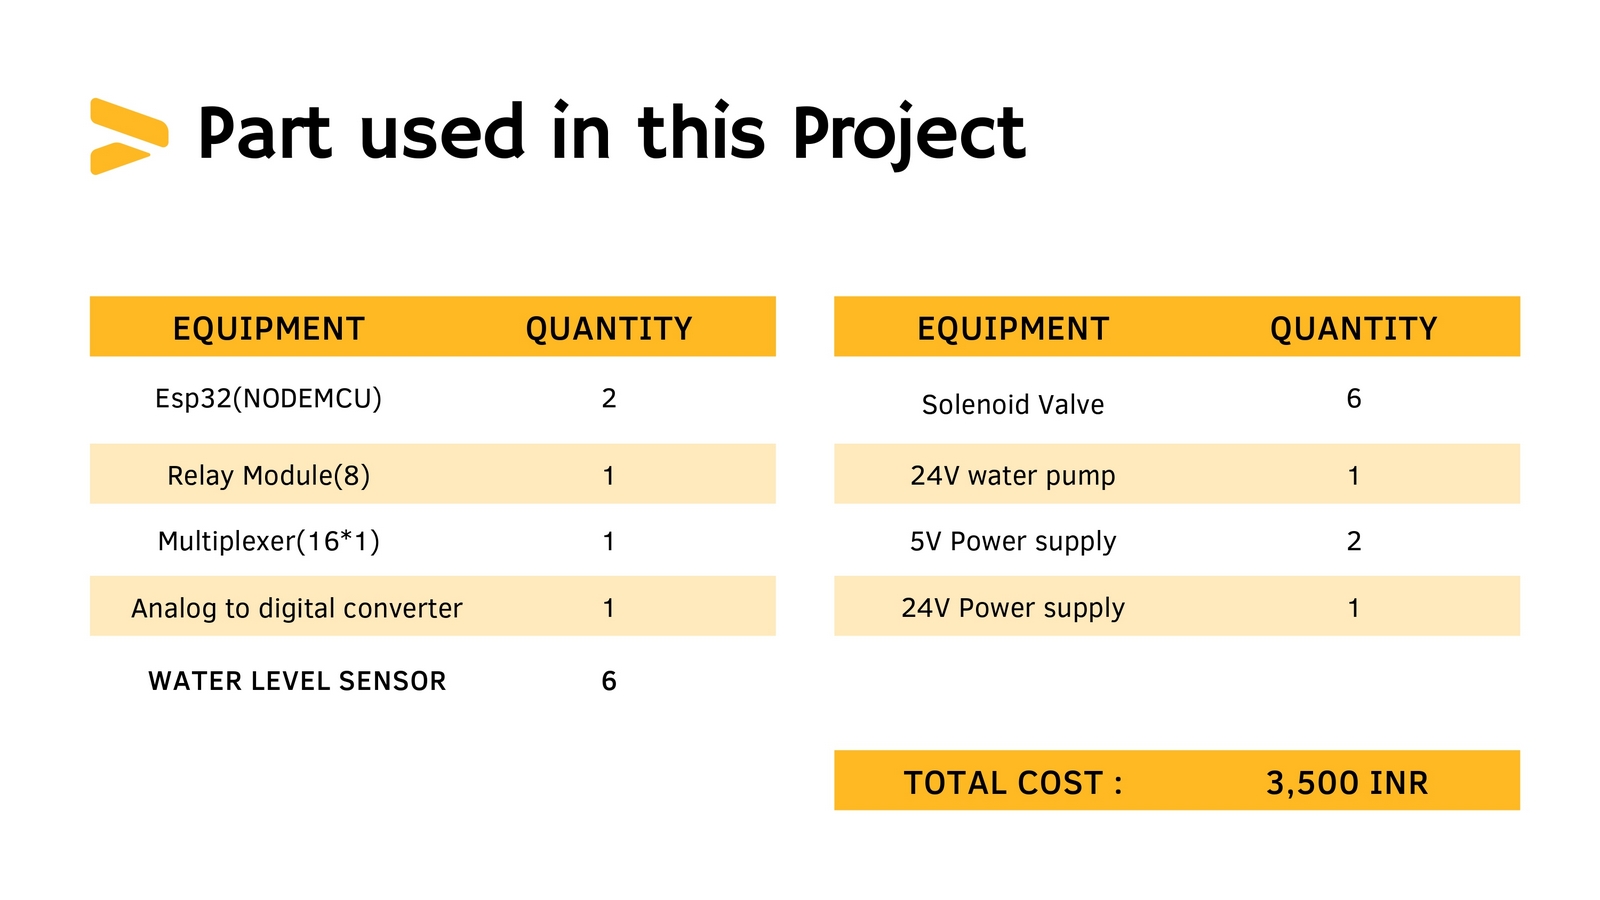 Part used in this Project
EQUIPMENT QUANTITY
Esp32(NODEMCU) 2
Relay Module(8) 1
Multiplexer(16*1) 1
Analog to digital converter 1
WATER LEVEL SENSOR 6
EQUIPMENT QUANTITY
Solenoid Valve 6
24V water pump 1
5V Power supply 2
24V Power supply 1
TOTAL COST : 3,500 INR